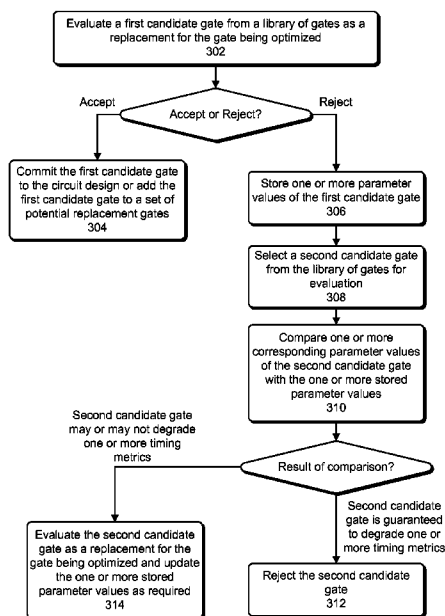 Evaluate a first candidate gate from a library of gates as a
replacement for the gate being optimized
302
Accept
Accept or Reject?
Reject
Commit the first candidate gate
to the circuit design or add the
first candidate gate to a set of
potential replacement gates
304
Store one or more parameter
values of the first candidate gate
306
Select a second candidate gate
from the library of gates for
evaluation
308
Compare one or more
corresponding parameter values
of the second candidate gate
with the one or more stored
parameter values
310
Second candidate gate
may or may not degrade
one or more timing
metrics
Result of comparison?
Second candidate
gate is guaranteed
to degrade one or
more timing metrics
Evaluate the second candidate
gate as a replacement for the
gate being optimized and update
the one or more stored
parameter values as required
314
Reject the second candidate
gate
312